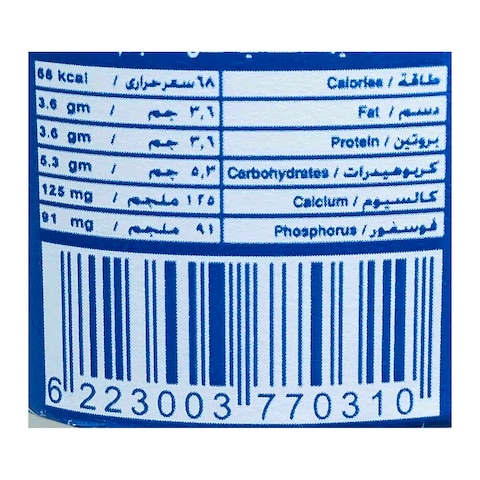 68 kcal / ٦٨ سعر حرارى Calories / طاقة
3.6 gm / ٣,٦ جم Fat / دسم
3.6 gm / ٣,٦ جم Protein / بروتين
5.3 gm / ٥,٣ جم Carbohydrates / كربوهيدرات
125 mg / ١٢٥ ملجم Calcium / كالسيوم
91 mg / ٩١ ملجم Phosphorus / فوسفور
6 223003 770310